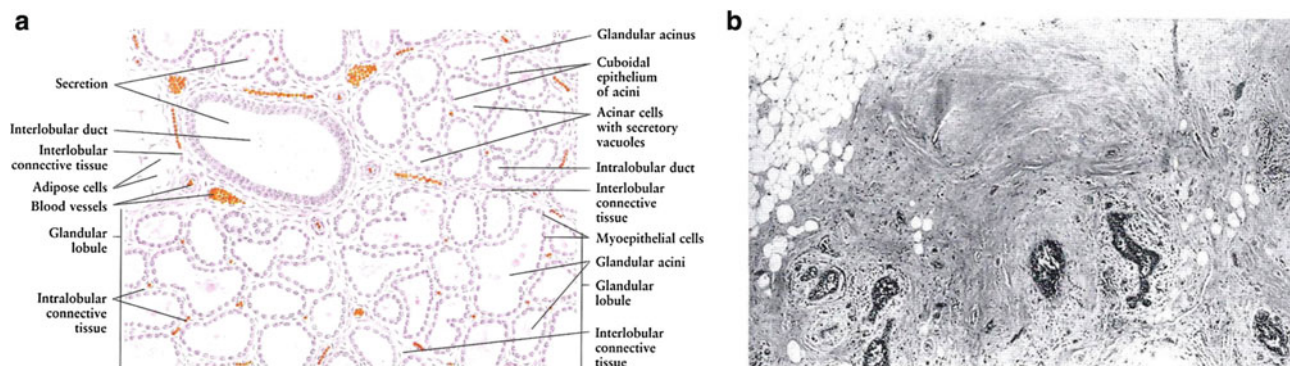 a
Secretion
Interlobular duct
Interlobular
connective tissue
Adipose cells
Blood vessels
Glandular
lobule
Intralobular
connective
tissue
Glandular acinus
Cuboidal
epithelium
of acini
Acinar cells
with secretory
vacuoles
Intralobular duct
Interlobular
connective
tissue
Myoepithelial cells
Glandular acini
Glandular
lobule
Interlobular
connective
tissue
b